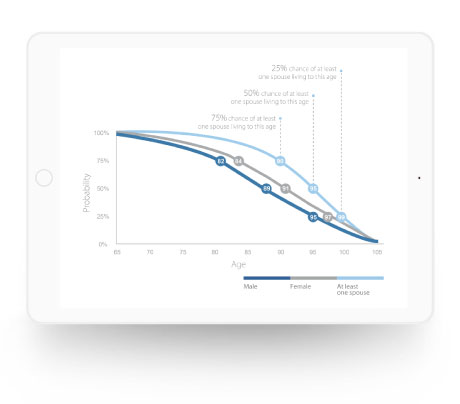 25% chance of at least
one spouse living to this age
50% chance of at least
one spouse living to this age
75% chance of at least
one spouse living to this age
100%
75%
50%
25%
0%
Probability
82 84 90
89 91 95
95 97
65 70 75 80 85 90 95 100 105
Age
Male Female At least
one spouse